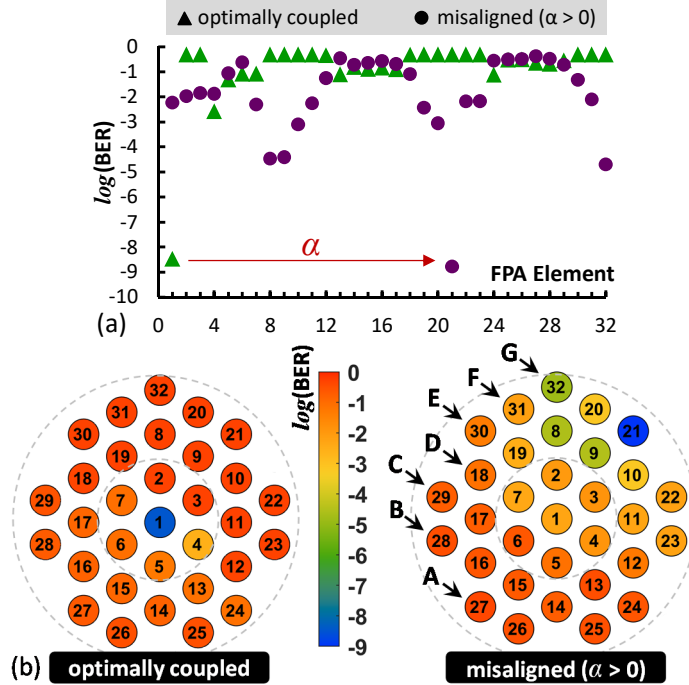 ▲ optimally coupled ● misaligned (α > 0)
0
-1
-2
-3
-4
-5
-6
-7
-8
-9
-10
log(BER)
α
FPA Element
0 4 8 12 16 20 24 28 32
(a)
32
31 20
30 8 21
19 9
18 2 10
29 7 3 22
17 1 11
28 6 4 23
16 5 12
15 13
27 14 24
26 25
(b) optimally coupled
log(BER)
0
-1
-2
-3
-4
-5
-6
-7
-8
-9
G
F
E
D
C
B
A
32
31 20
30 8 21
19 9
18 2 10
29 7 3 22
17 1 11
28 6 4 23
16 5 12
15 13
27 14 24
26 25
misaligned (α > 0)